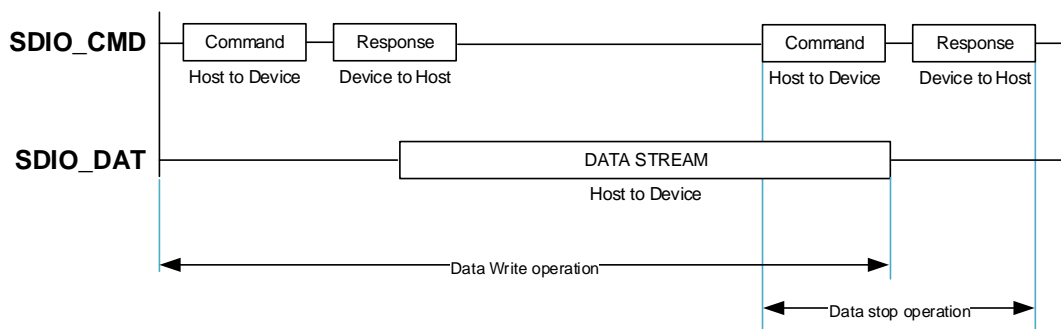 SDIO_CMD Command Response Command Response
Host to Device Device to Host Host to Device Device to Host
SDIO_DAT DATA STREAM
Host to Device
Data Write operation
Data stop operation